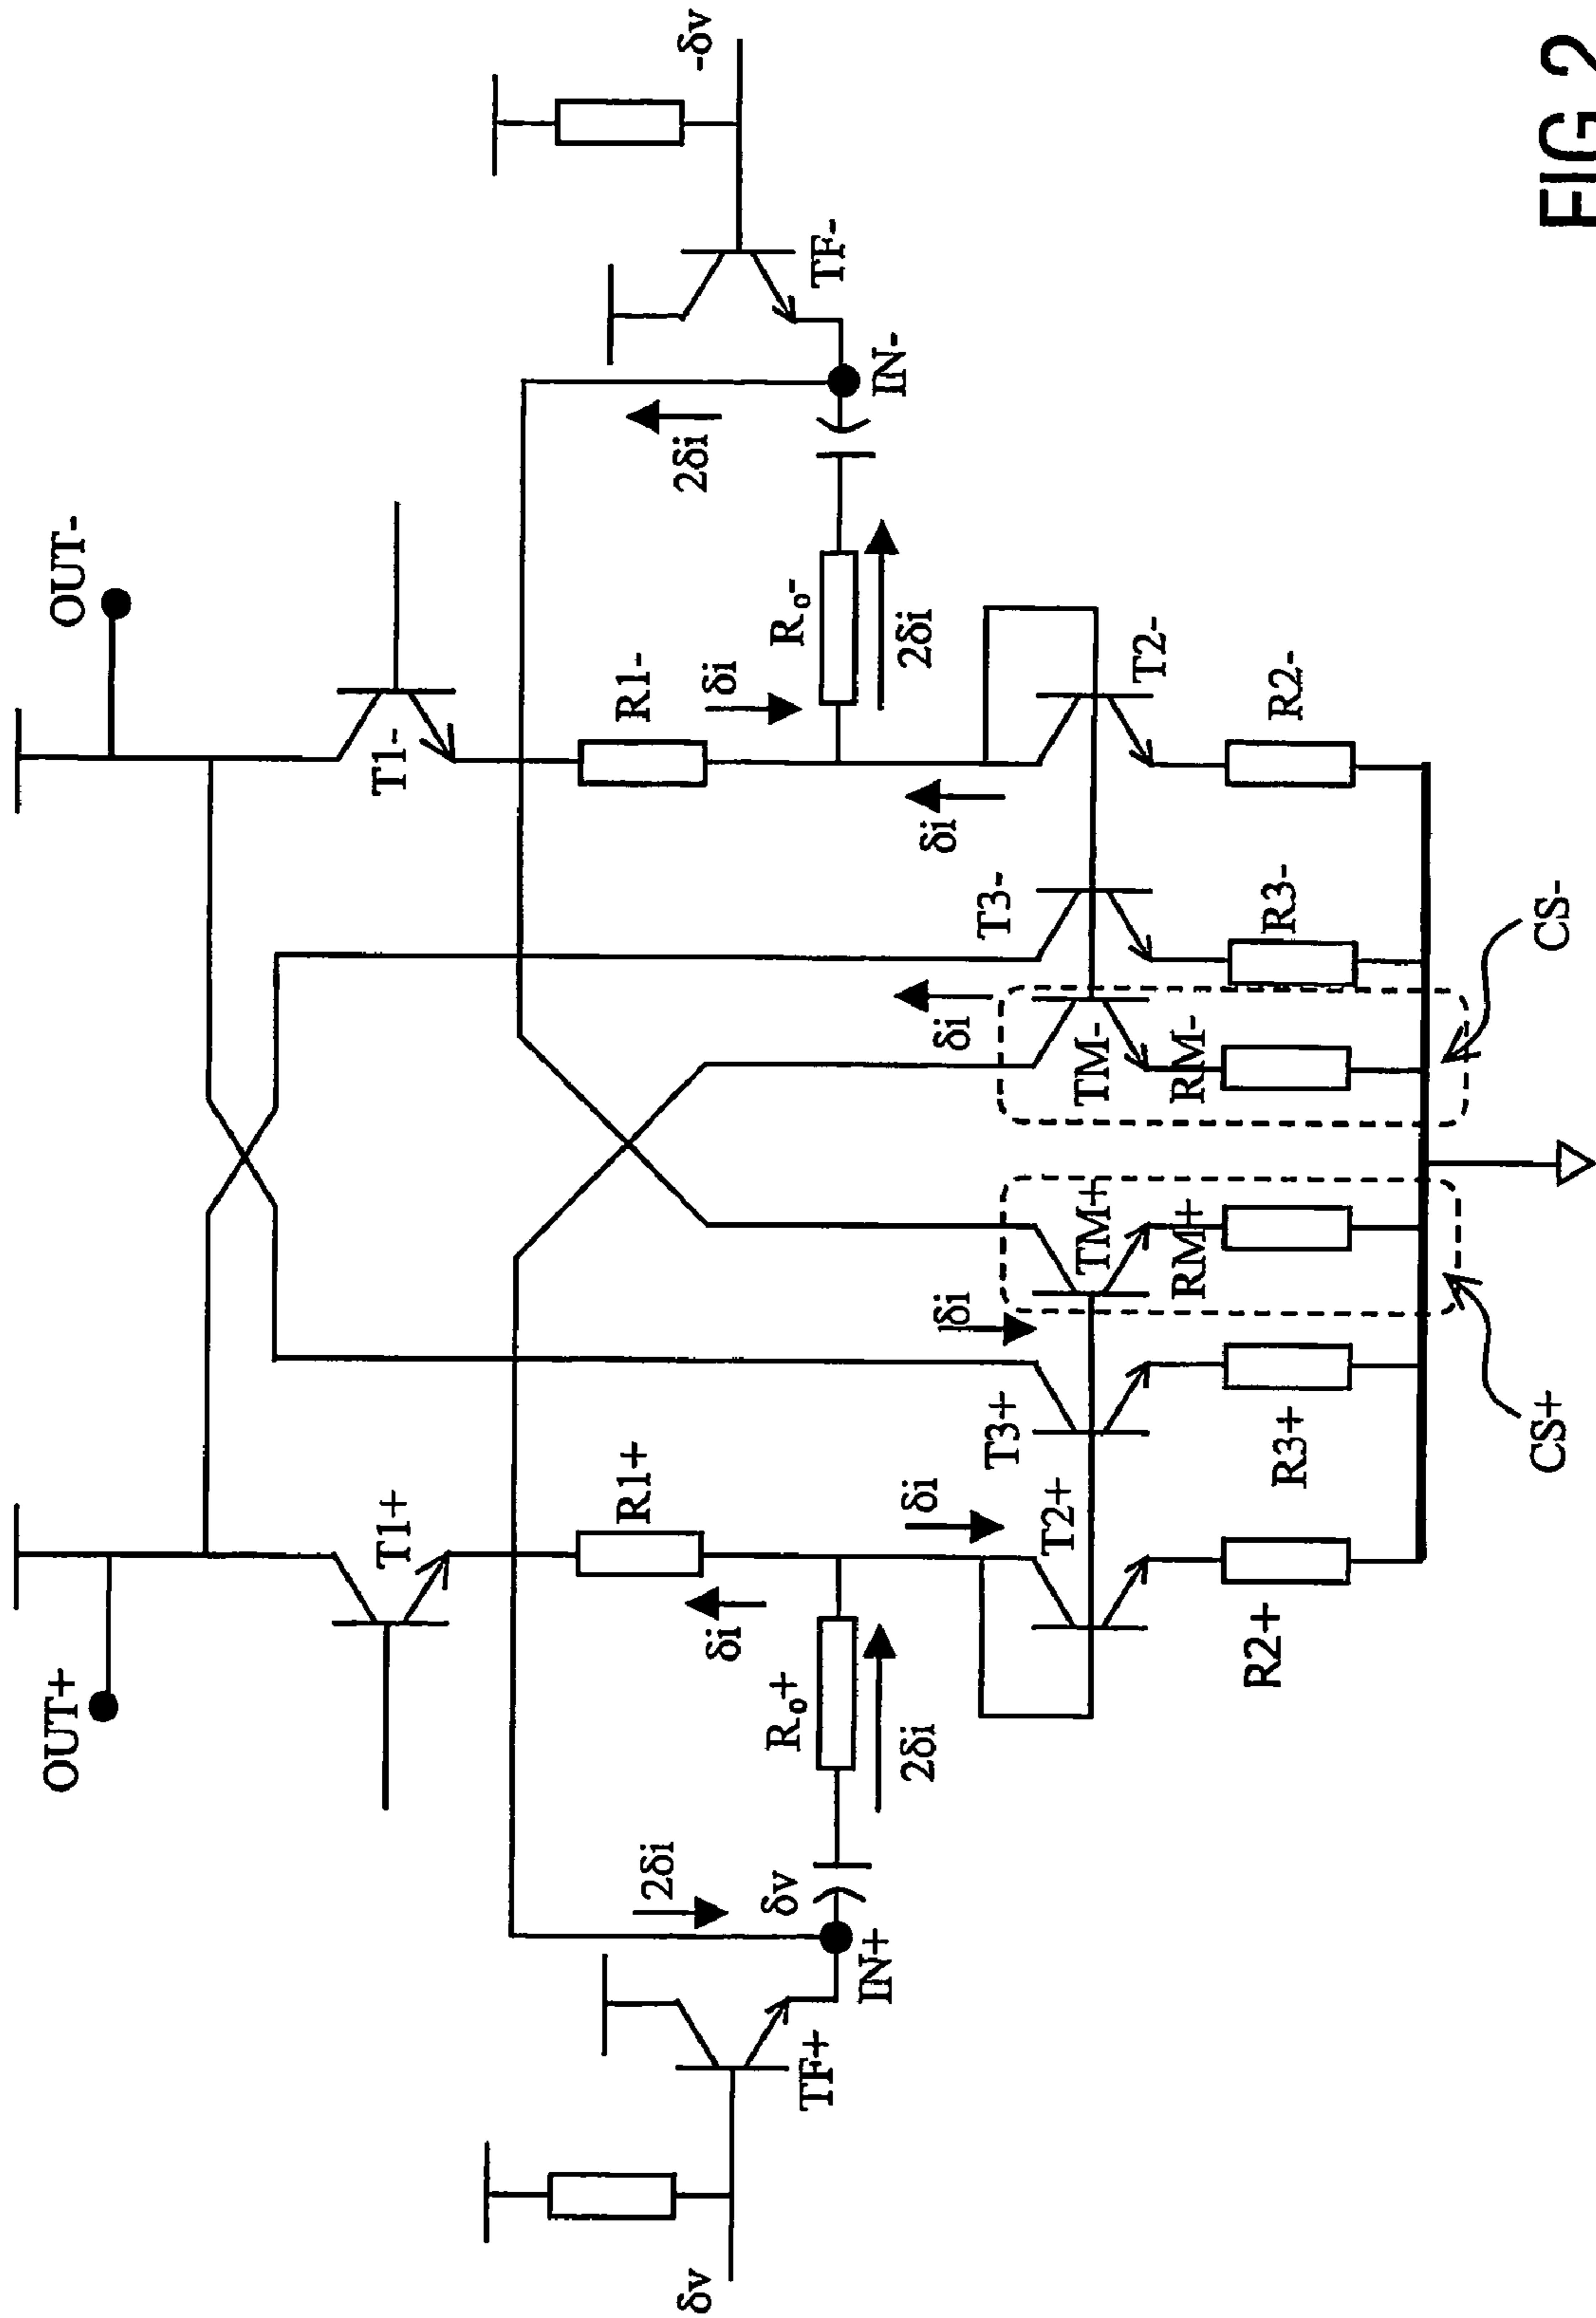 OUT+
OUT-
T1+
T1-
δv
-δv
TF+
TF-
2δi
2δi
R1+
R1-
δi
δi
IN+
IN-
δv
Ro+
Ro-
2δi
2δi
δi
δi
δi
δi
T2+
T3+
TM+
TM-
T3-
T2-
RM+
RM-
R2+
R3+
R3-
R2-
CS+
CS-
FIG 2